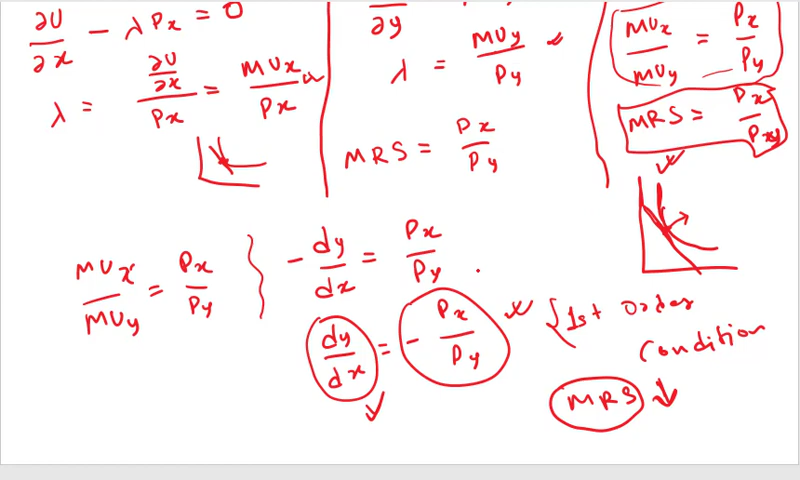 ∂U/∂x - λPx = 0
λ = (∂U/∂x)/Px = MUx/Px
∂y
λ = MUy/Py
MRS = Px/Py
MUx/MUy = Px/Py
MRS = Px/Py
MUx/MUy = Px/Py } - dy/dx = Px/Py
dy/dx = - Px/Py
{ 1st order
condition
MRS ↓